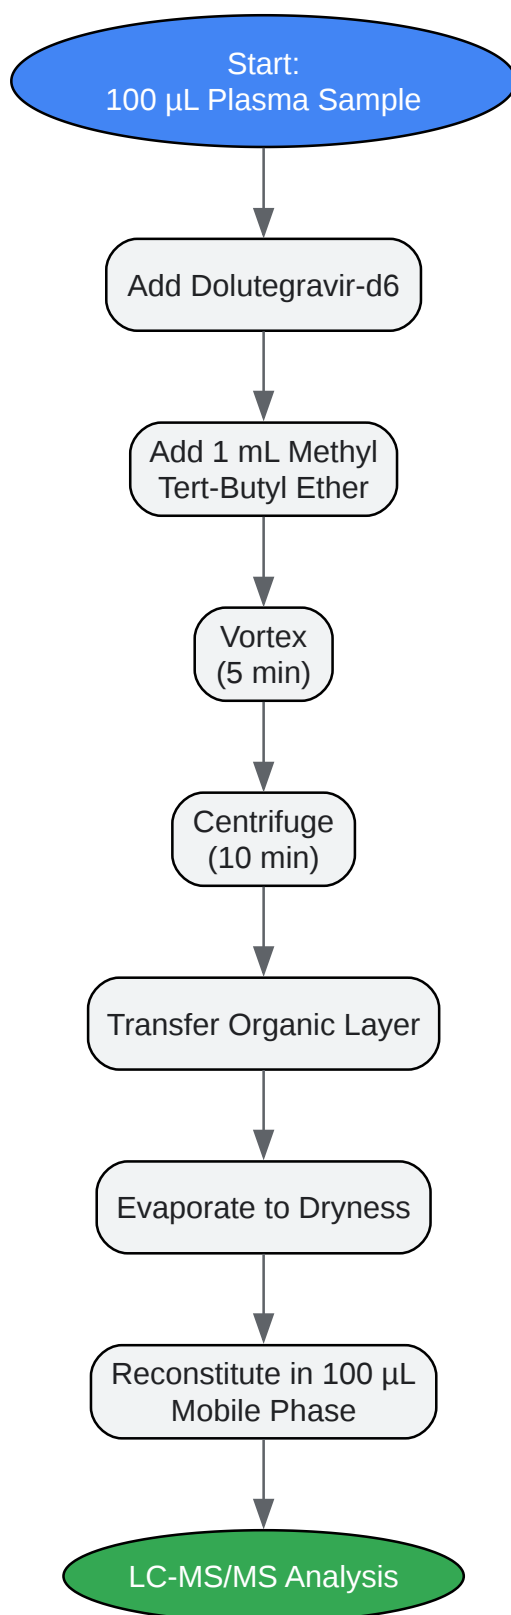 Start:
100 µL Plasma Sample
Add Dolutegravir-d6
Add 1 mL Methyl
Tert-Butyl Ether
Vortex
(5 min)
Centrifuge
(10 min)
Transfer Organic Layer
Evaporate to Dryness
Reconstitute in 100 µL
Mobile Phase
LC-MS/MS Analysis